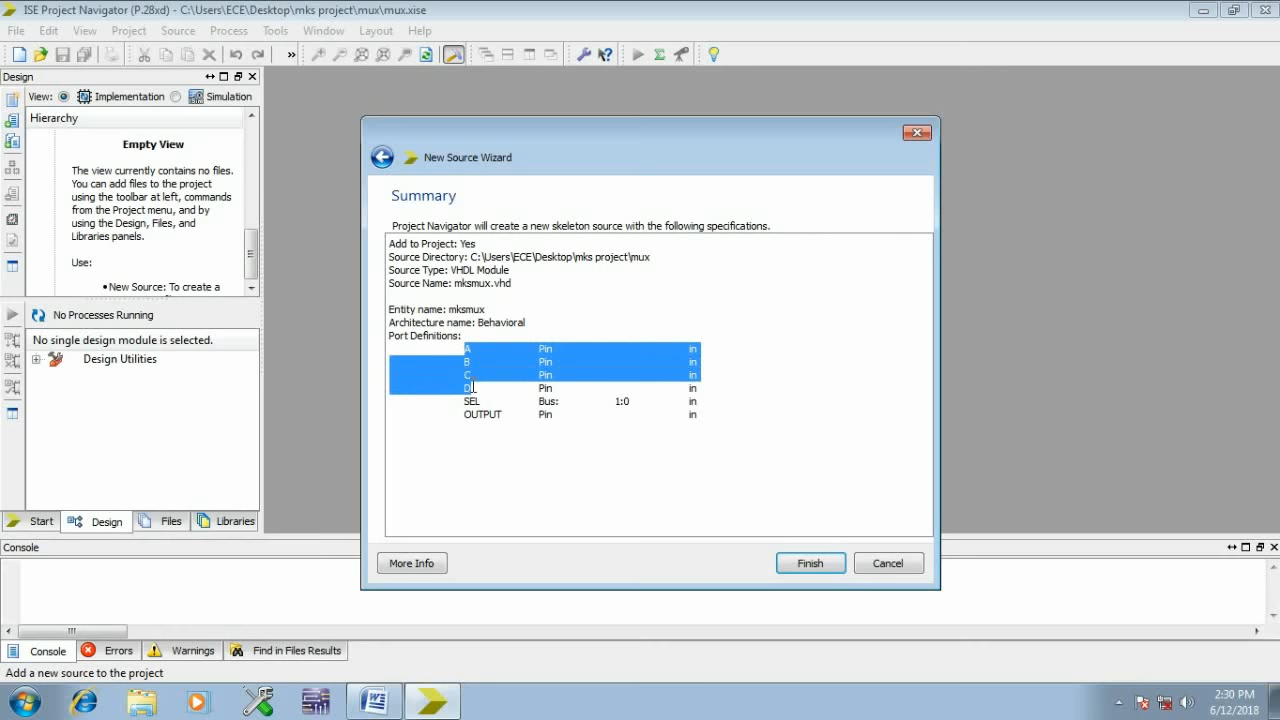 ISE Project Navigator (P.28xd) - C:\Users\ECE\Desktop\mks project\mux\mux.xise
File Edit View Project Source Process Tools Window Layout Help
»
Design
View: Implementation Simulation
Hierarchy
Empty View
The view currently contains no files.
You can add files to the project
using the toolbar at left, commands
from the Project menu, and by
using the Design, Files, and
Libraries panels.
Use:
• New Source: To create a
No Processes Running
No single design module is selected.
Design Utilities
Start Design Files Libraries
New Source Wizard
Summary
Project Navigator will create a new skeleton source with the following specifications.
Add to Project: Yes
Source Directory: C:\Users\ECE\Desktop\mks project\mux
Source Type: VHDL Module
Source Name: mksmux.vhd
Entity name: mksmux
Architecture name: Behavioral
Port Definitions:
A Pin in
B Pin in
C Pin in
D Pin in
SEL Bus: 1:0 in
OUTPUT Pin in
More Info Finish Cancel
Console
Console Errors Warnings Find in Files Results
Add a new source to the project
2:30 PM
6/12/2018